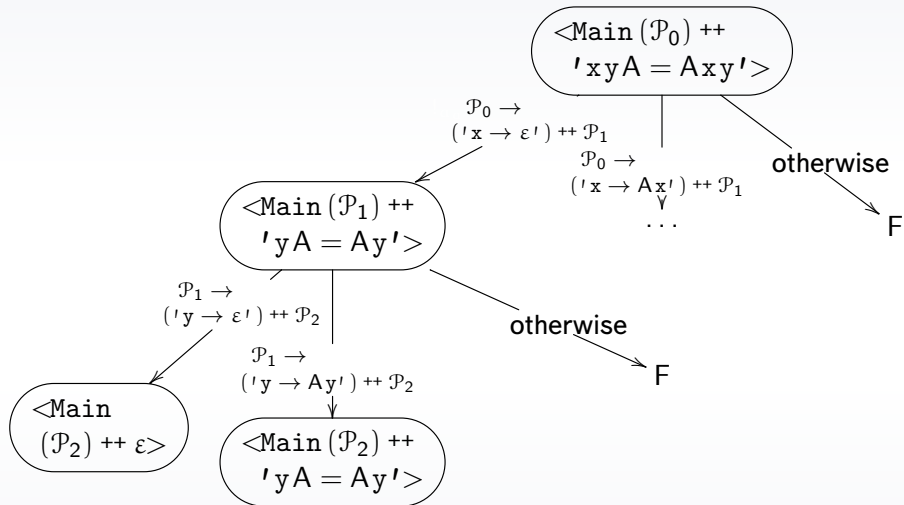 <Main (𝒫₀) ++
'xyA = Axy'>
𝒫₀ →
('x → ε') ++ 𝒫₁
𝒫₀ →
('x → Ax') ++ 𝒫₁
otherwise
...
F
<Main (𝒫₁) ++
'yA = Ay'>
𝒫₁ →
('y → ε') ++ 𝒫₂
otherwise
𝒫₁ →
('y → Ay') ++ 𝒫₂
F
<Main
(𝒫₂) ++ ε>
<Main (𝒫₂) ++
'yA = Ay'>